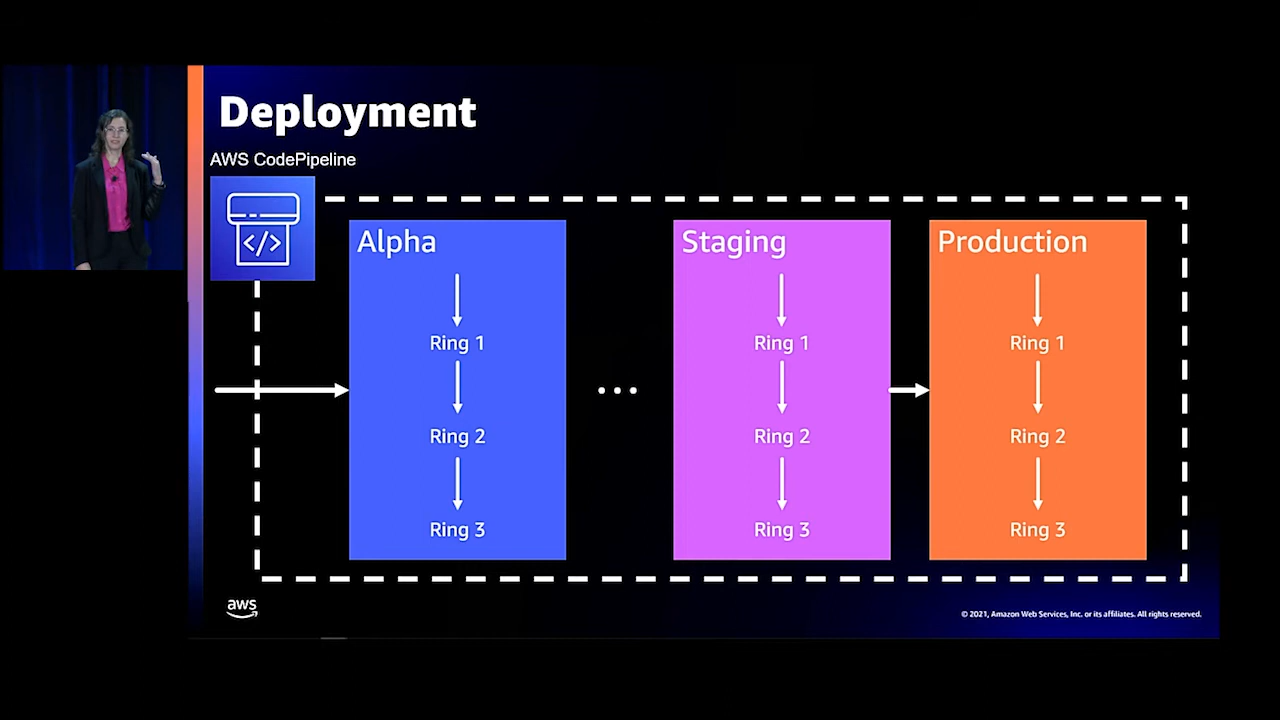 Deployment
AWS CodePipeline
</>
Alpha
Ring 1
Ring 2
Ring 3
...
Staging
Ring 1
Ring 2
Ring 3
Production
Ring 1
Ring 2
Ring 3
aws
© 2021, Amazon Web Services, Inc. or its affiliates. All rights reserved.